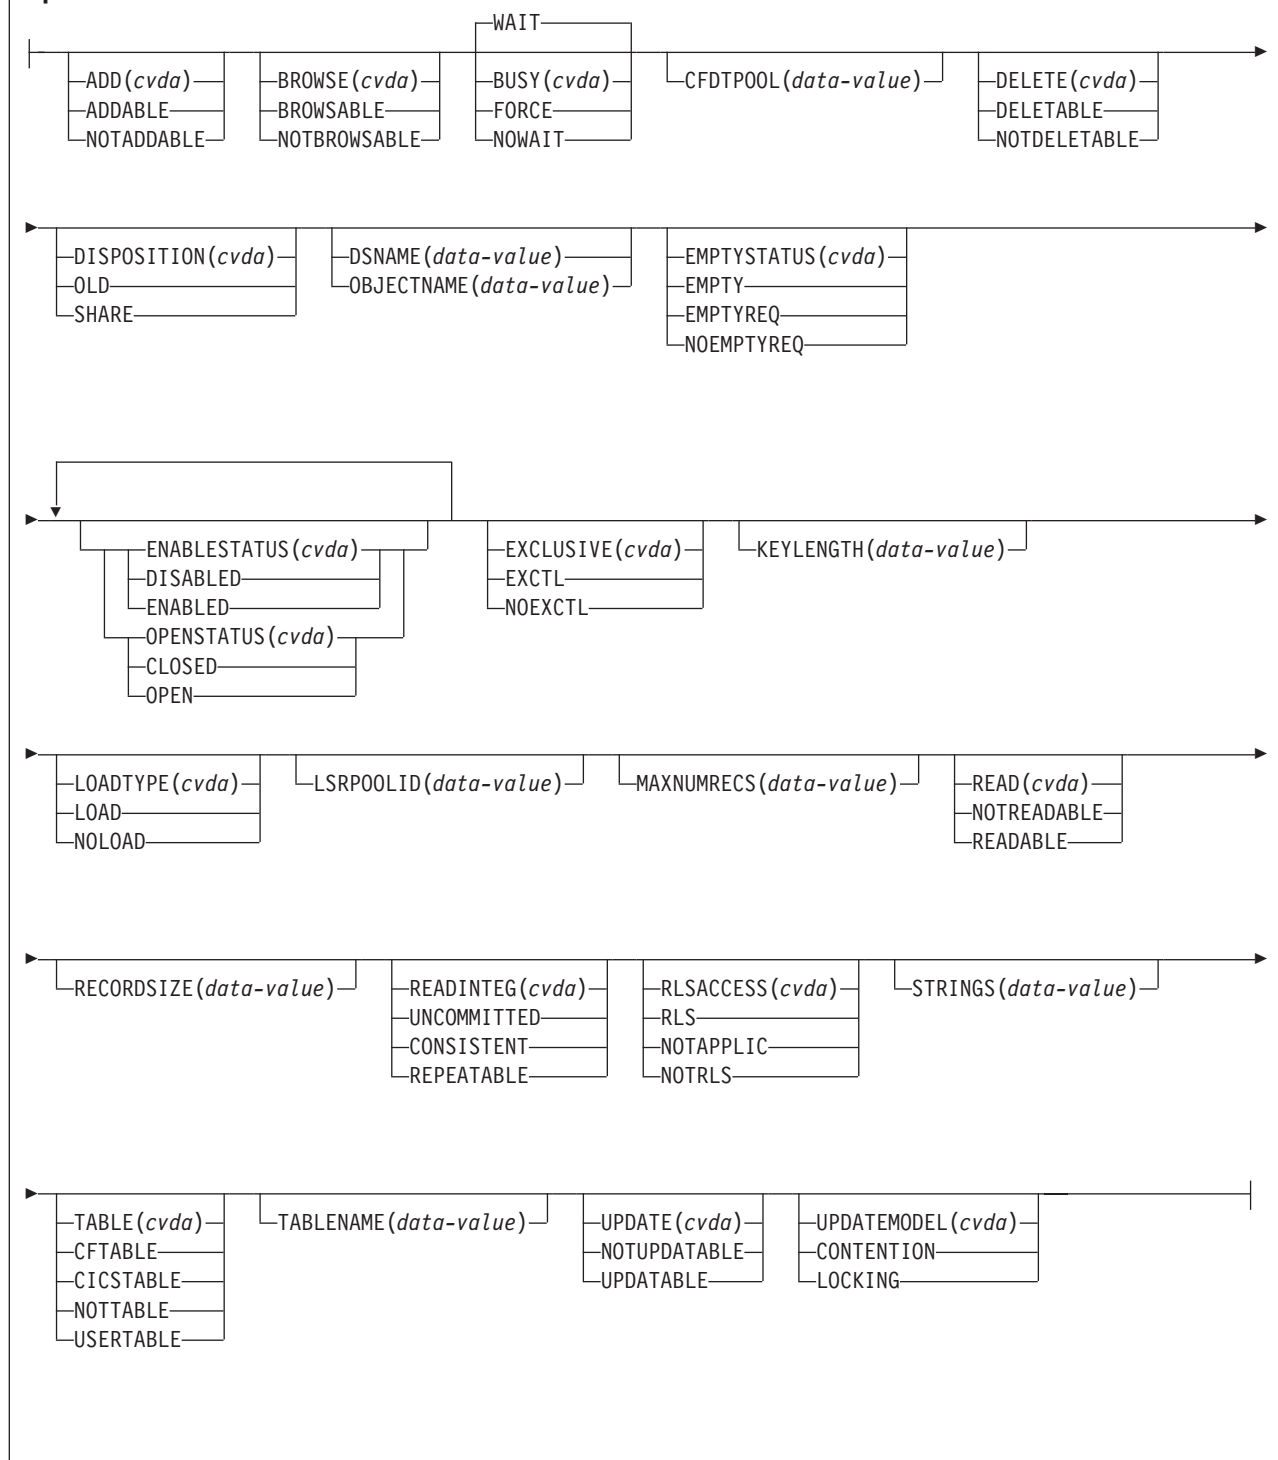 WAIT
ADD(cvda) BROWSE(cvda) BUSY(cvda) CFDTPOOL(data-value) DELETE(cvda)
ADDABLE BROWSABLE FORCE DELETABLE
NOTADDABLE NOTBROWSABLE NOWAIT NOTDELETABLE
DISPOSITION(cvda) DSNAME(data-value) EMPTYSTATUS(cvda)
OLD OBJECTNAME(data-value) EMPTY
SHARE EMPTYREQ
NOEMPTYREQ
ENABLESTATUS(cvda) EXCLUSIVE(cvda) KEYLENGTH(data-value)
DISABLED EXCTL
ENABLED NOEXCTL
OPENSTATUS(cvda)
CLOSED
OPEN
LOADTYPE(cvda) LSRPOOLID(data-value) MAXNUMRECS(data-value) READ(cvda)
LOAD NOTREADABLE
NOLOAD READABLE
RECORDSIZE(data-value) READINTEG(cvda) RLSACCESS(cvda) STRINGS(data-value)
UNCOMMITTED RLS
CONSISTENT NOTAPPLIC
REPEATABLE NOTRLS
TABLE(cvda) TABLENAME(data-value) UPDATE(cvda) UPDATEMODEL(cvda)
CFTABLE NOTUPDATABLE CONTENTION
CICSTABLE UPDATABLE LOCKING
NOTTABLE
USERTABLE